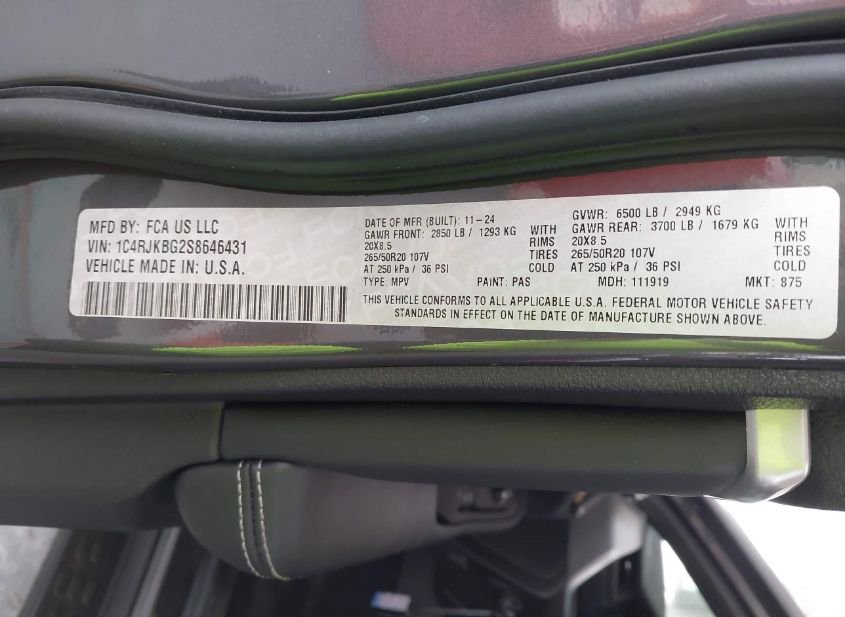 MFD BY: FCA US LLC
VIN: 1C4RJKBG2S8646431
VEHICLE MADE IN: U.S.A.
DATE OF MFR (BUILT): 11-24
GAWR FRONT: 2850 LB / 1293 KG WITH
20X8.5 RIMS
265/50R20 107V TIRES
AT 250 kPa / 36 PSI COLD
GVWR: 6500 LB / 2949 KG
GAWR REAR: 3700 LB / 1679 KG WITH
20X8.5 RIMS
265/50R20 107V TIRES
AT 250 kPa / 36 PSI COLD
TYPE: MPV PAINT: PAS MDH: 111919 MKT: 875
THIS VEHICLE CONFORMS TO ALL APPLICABLE U.S.A. FEDERAL MOTOR VEHICLE SAFETY
STANDARDS IN EFFECT ON THE DATE OF MANUFACTURE SHOWN ABOVE.